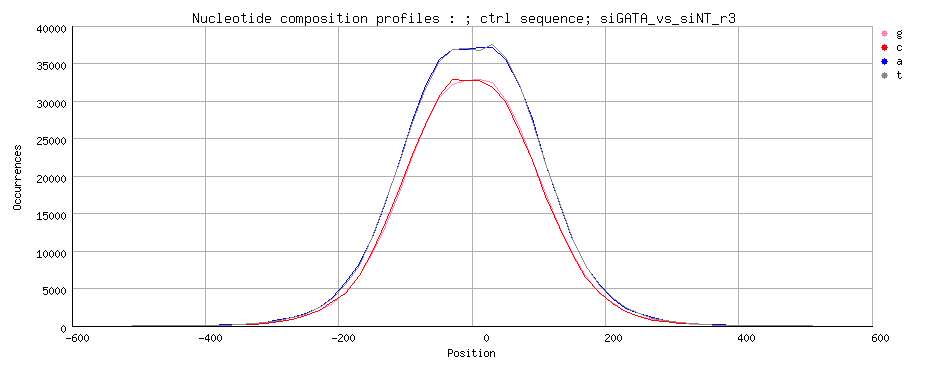 Nucleotide composition profiles : ; ctrl sequence; siGATA_vs_siNT_r3
40000
35000
30000
25000
20000
15000
10000
5000
0
Occurrences
-600
-400
-200
0
200
400
600
Position
g
c
a
t